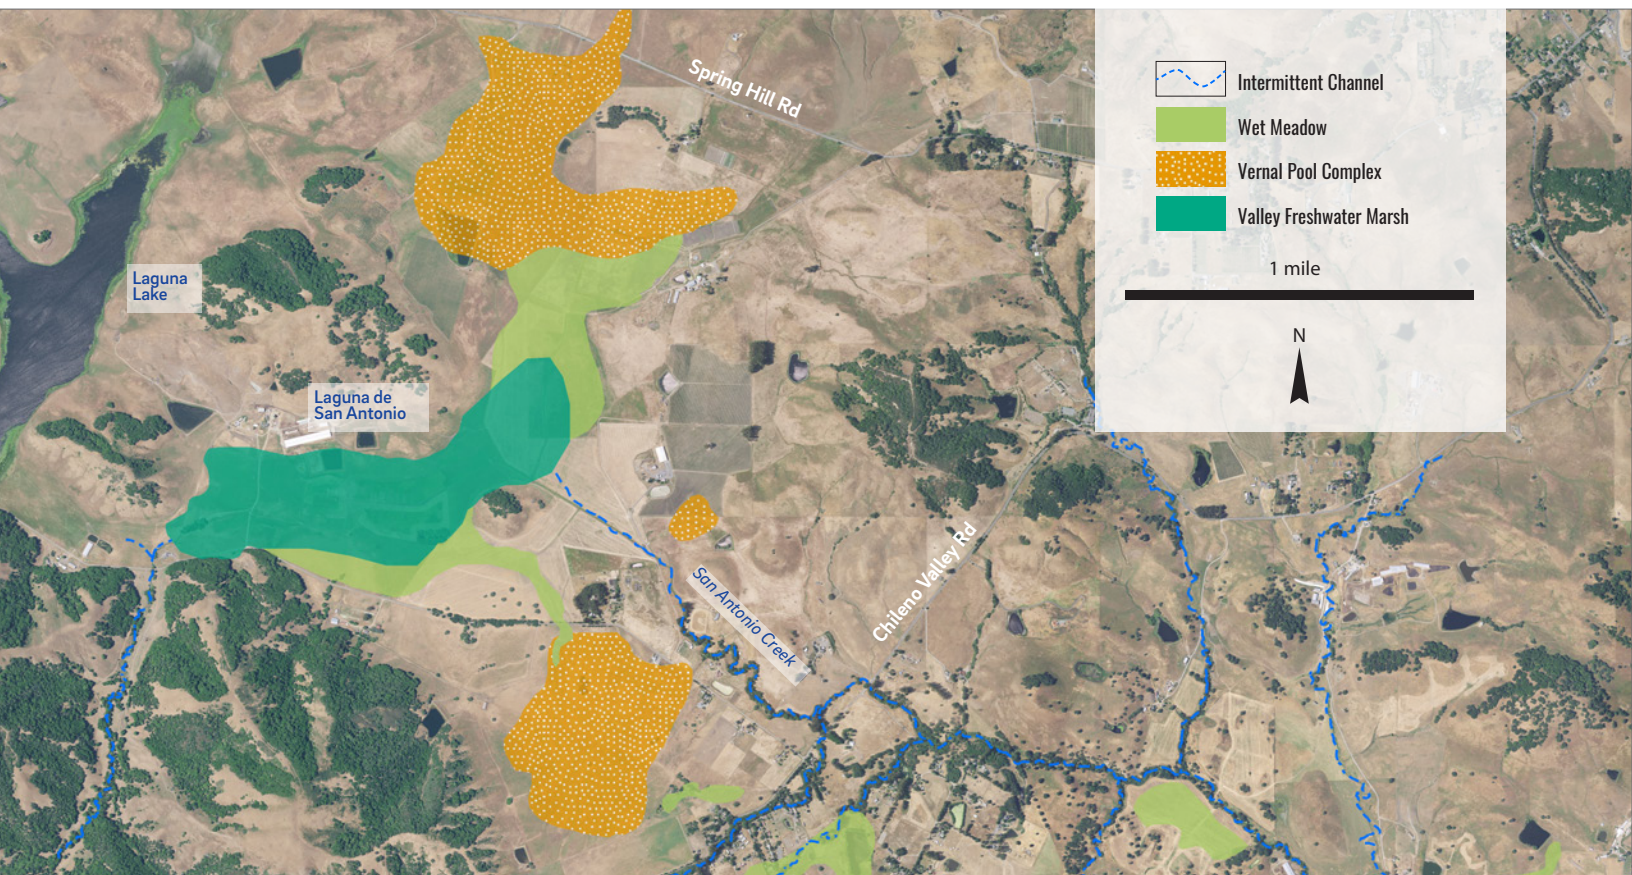 Spring Hill Rd
Intermittent Channel
Wet Meadow
Vernal Pool Complex
Valley Freshwater Marsh
1 mile
N
Laguna
Lake
Laguna de
San Antonio
San Antonio Creek
Chileno Valley Rd